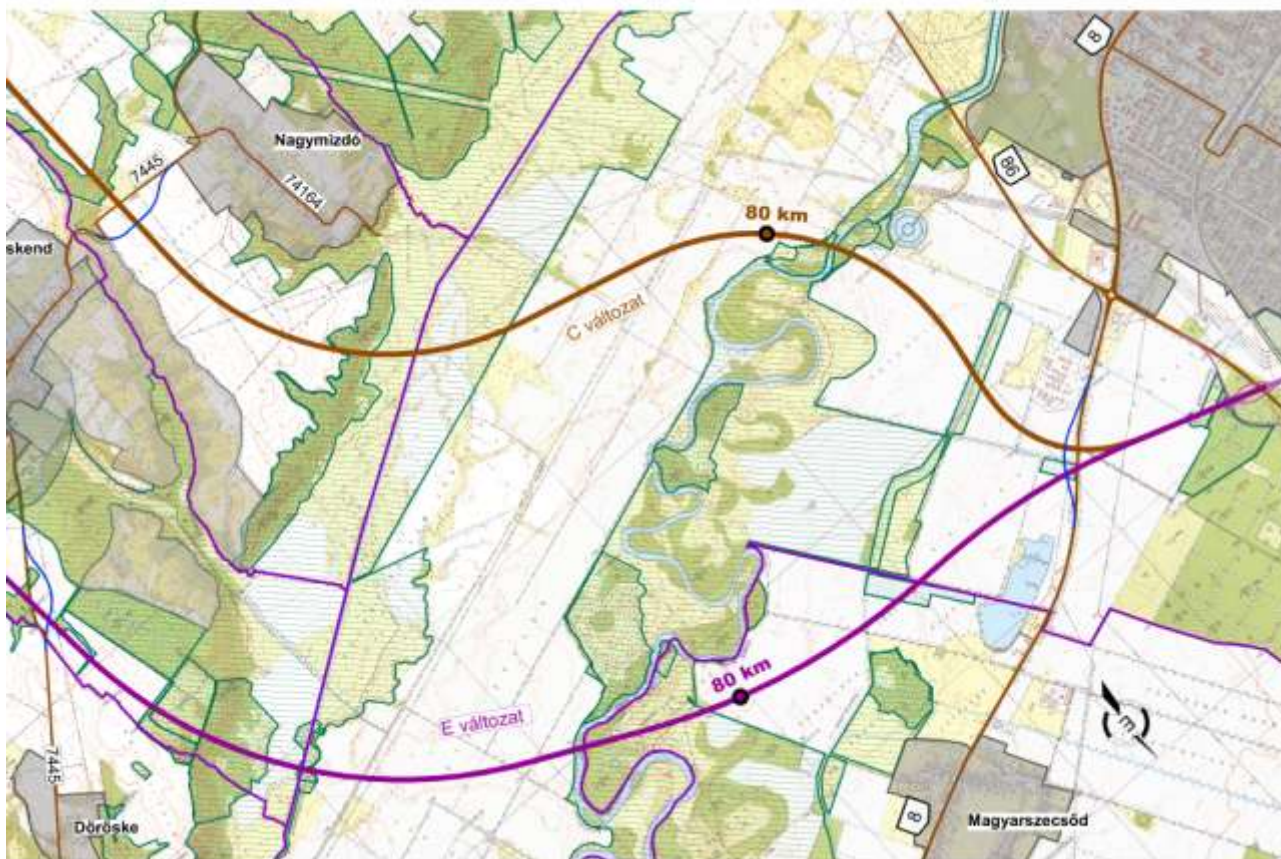 8
Nagymizdó
7445
74164
86
80 km
skend
C változat
80 km
E változat
7445
Döröske
8
Magyarszecsőd